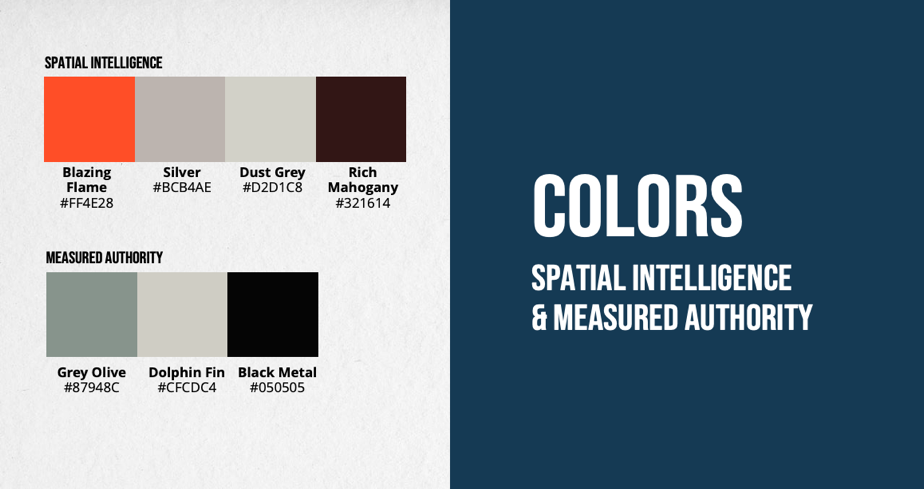 SPATIAL INTELLIGENCE
Blazing
Flame
#FF4E28
Silver
#BCB4AE
Dust Grey
#D2D1C8
Rich
Mahogany
#321614
MEASURED AUTHORITY
Grey Olive
#87948C
Dolphin Fin
#CFCDC4
Black Metal
#050505
COLORS
SPATIAL INTELLIGENCE
& MEASURED AUTHORITY